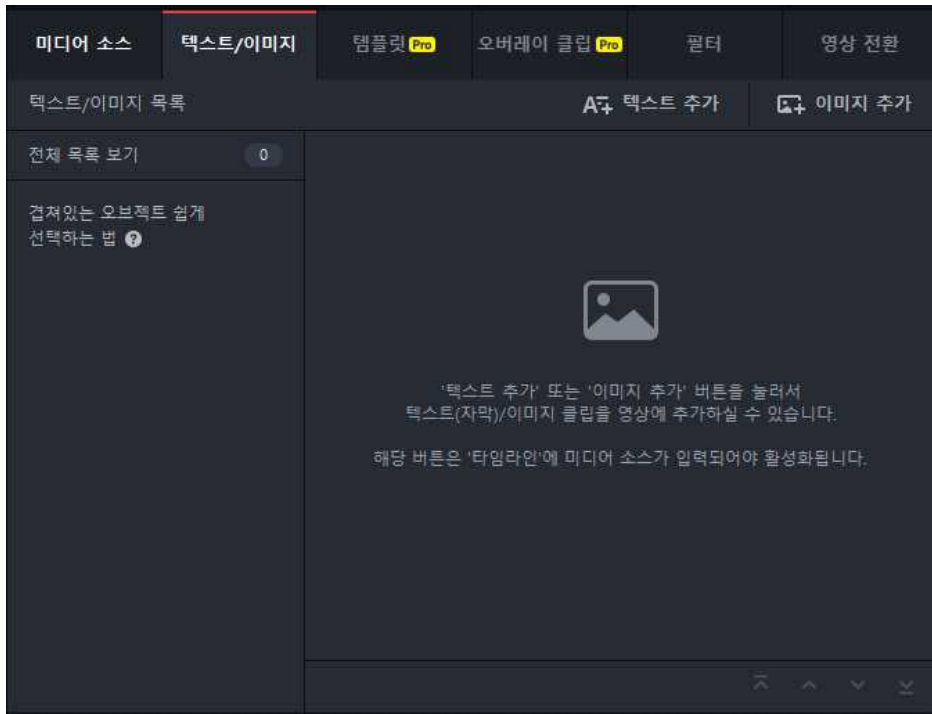 미디어 소스 텍스트/이미지 템플릿 Pro 오버레이 클립 Pro 필터 영상 전환
텍스트/이미지 목록 텍스트 추가 이미지 추가
전체 목록 보기 0
겹쳐있는 오브젝트 쉽게
선택하는 법 ?
'텍스트 추가' 또는 '이미지 추가' 버튼을 눌러서
텍스트(자막)/이미지 클립을 영상에 추가하실 수 있습니다.
해당 버튼은 '타임라인'에 미디어 소스가 입력되어야 활성화됩니다.